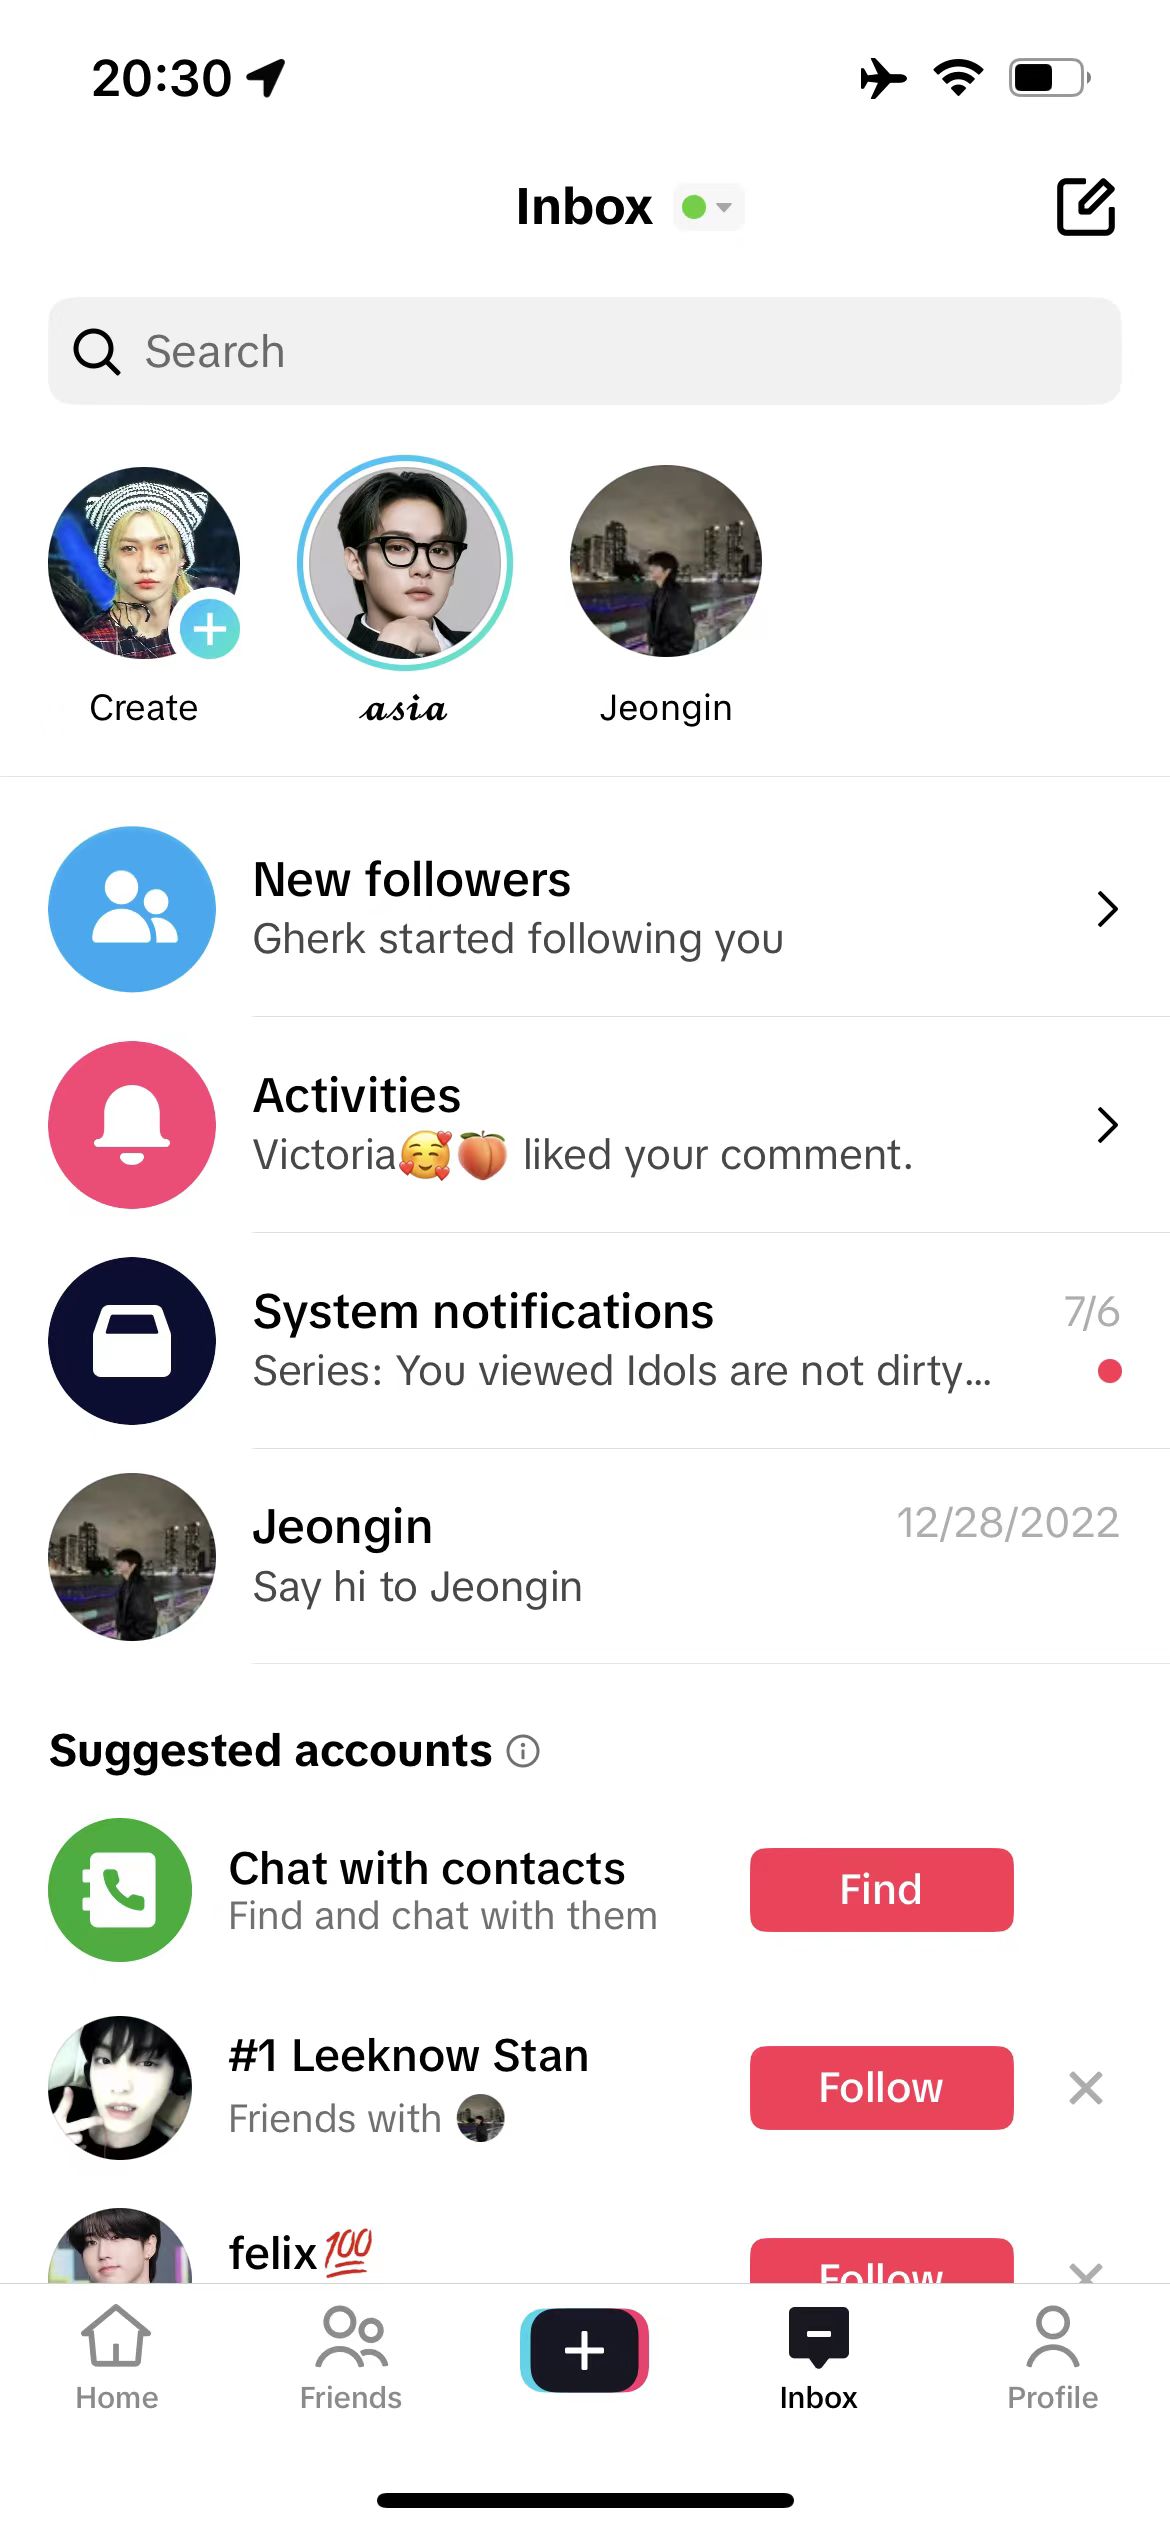 20:30
Inbox
Search
Create
asia
Jeongin
New followers
Gherk started following you
Activities
Victoria🥰🍑 liked your comment.
System notifications
7/6
Series: You viewed Idols are not dirty...
Jeongin
12/28/2022
Say hi to Jeongin
Suggested accounts
Chat with contacts
Find and chat with them
Find
#1 Leeknow Stan
Friends with
Follow
felix💯
Follow
Home
Friends
Inbox
Profile